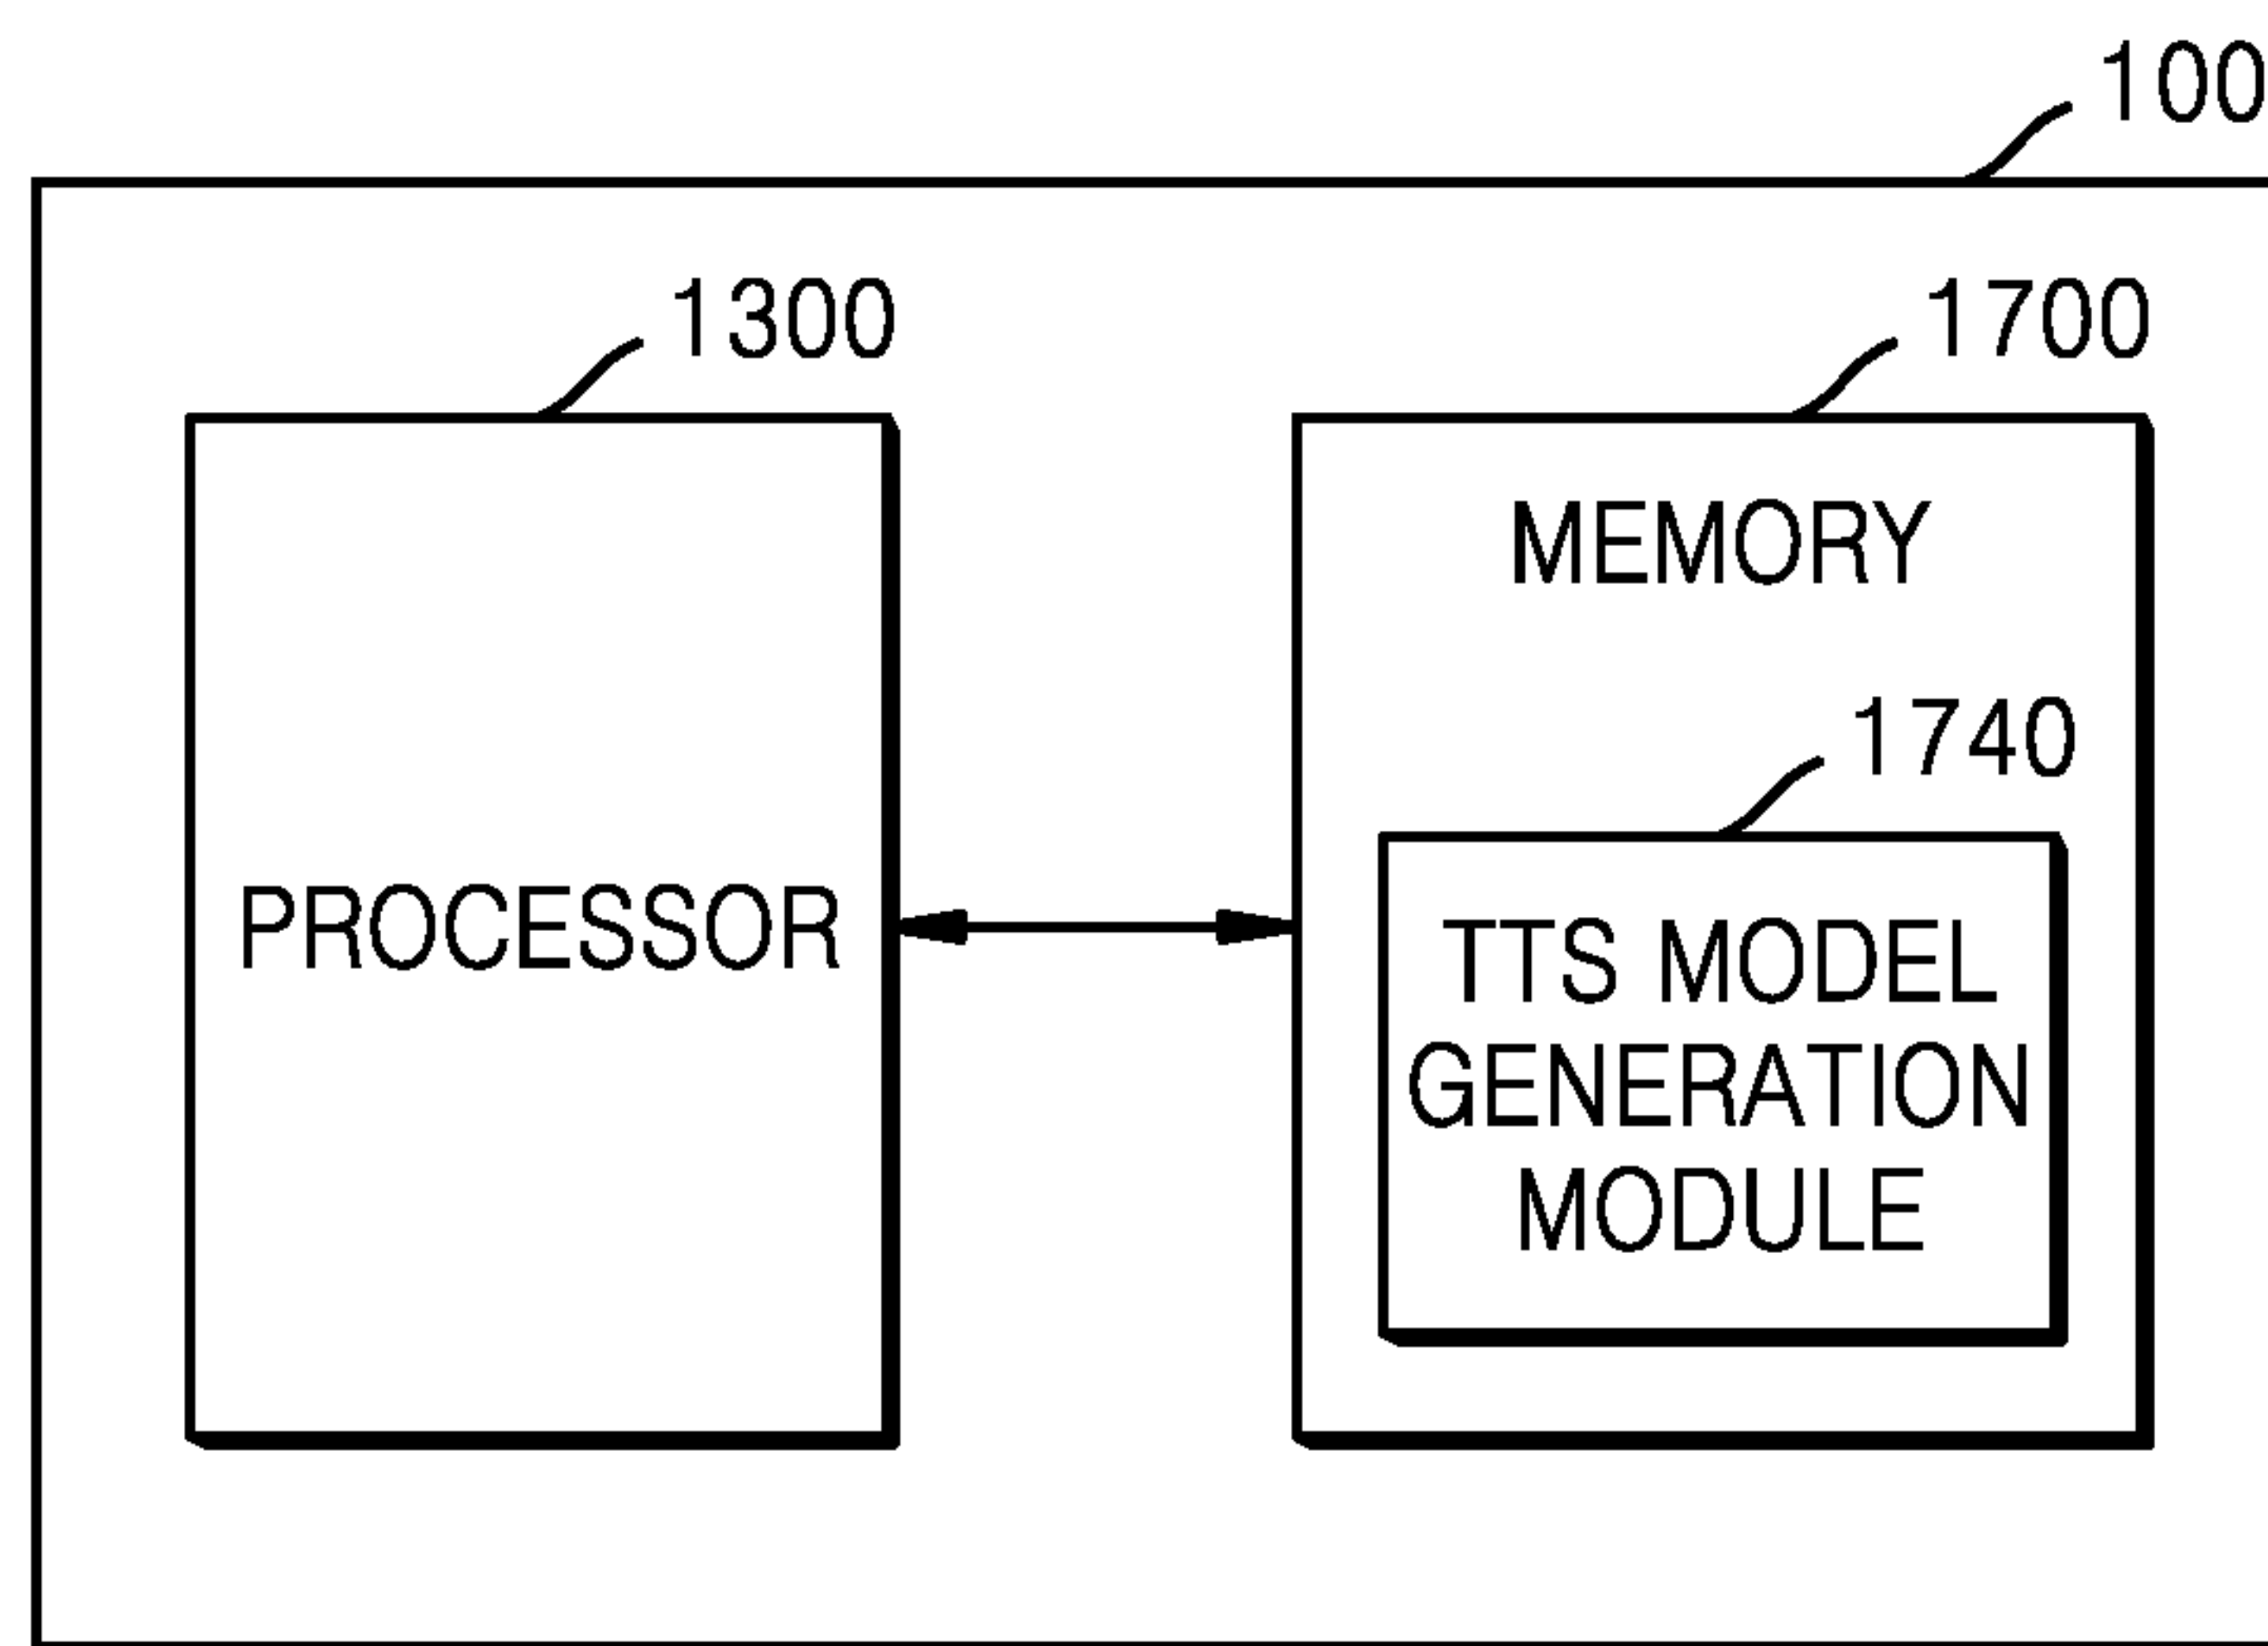 100
1300
1700
MEMORY
1740
PROCESSOR
TTS MODEL
GENERATION
MODULE